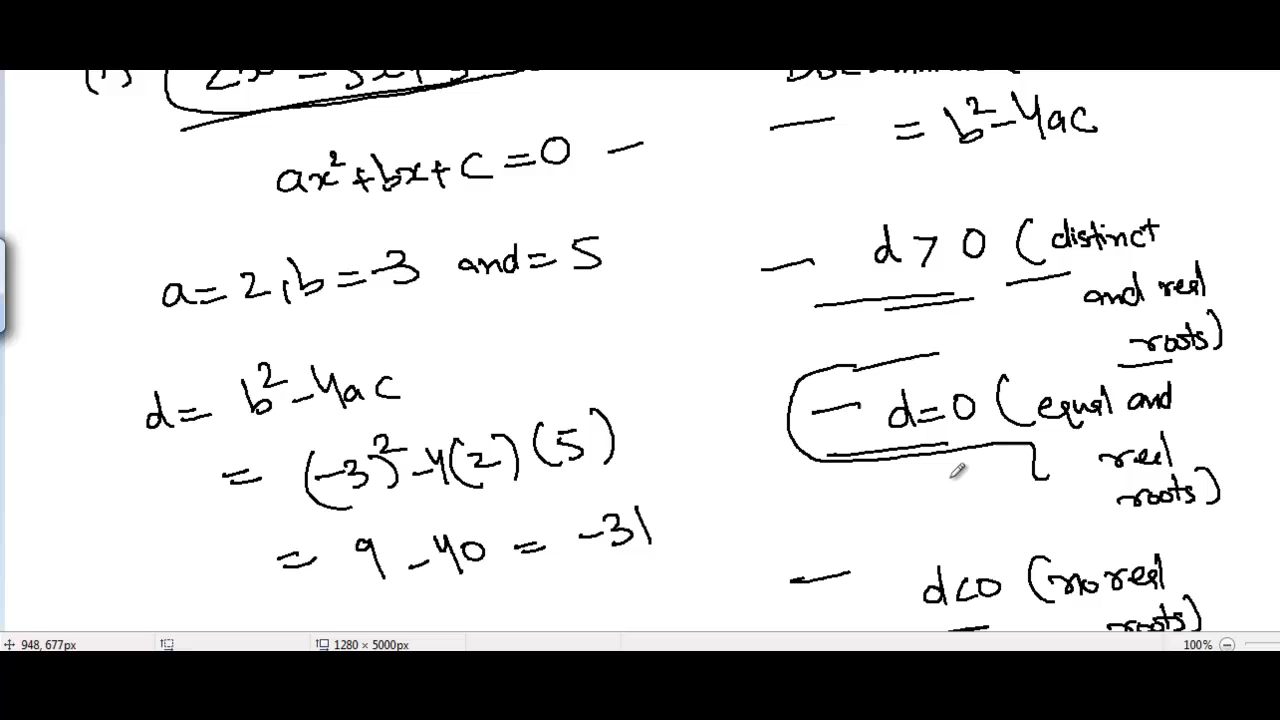 ax²+bx+c=0 —
a=2,b=-3 and=5
d= b²-4ac
= (-3)²-4(2)(5)
= 9-40 = -31
— = b²-4ac
— d>0 (distinct
and real
roots)
— d=0 (equal and
real
roots)
— d<0 (no real
roots)
948, 677px
1280 × 5000px
100%